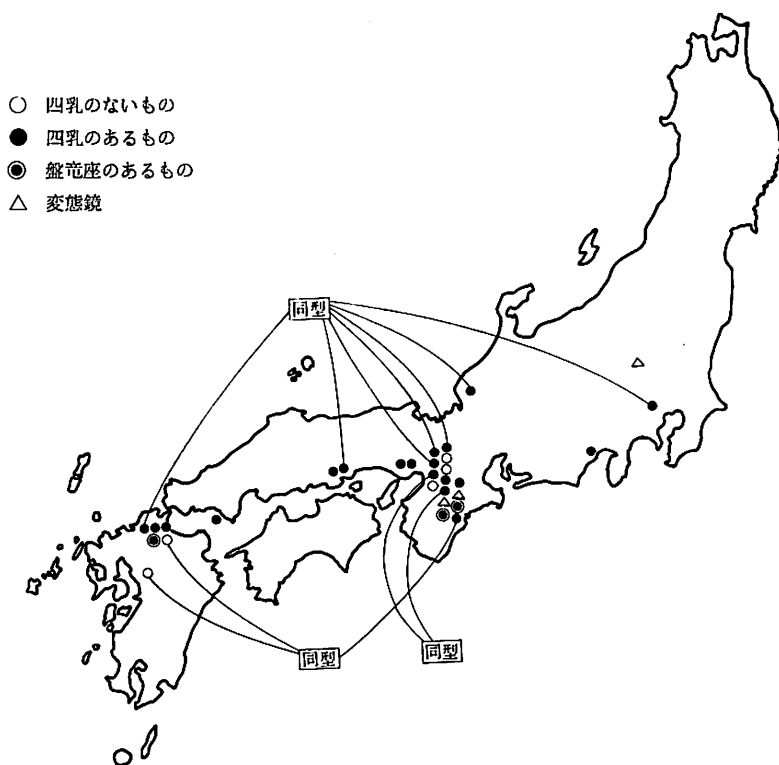 ○ 四乳のないもの
● 四乳のあるもの
◉ 盤竜座のあるもの
△ 変態鏡
同型
同型
同型